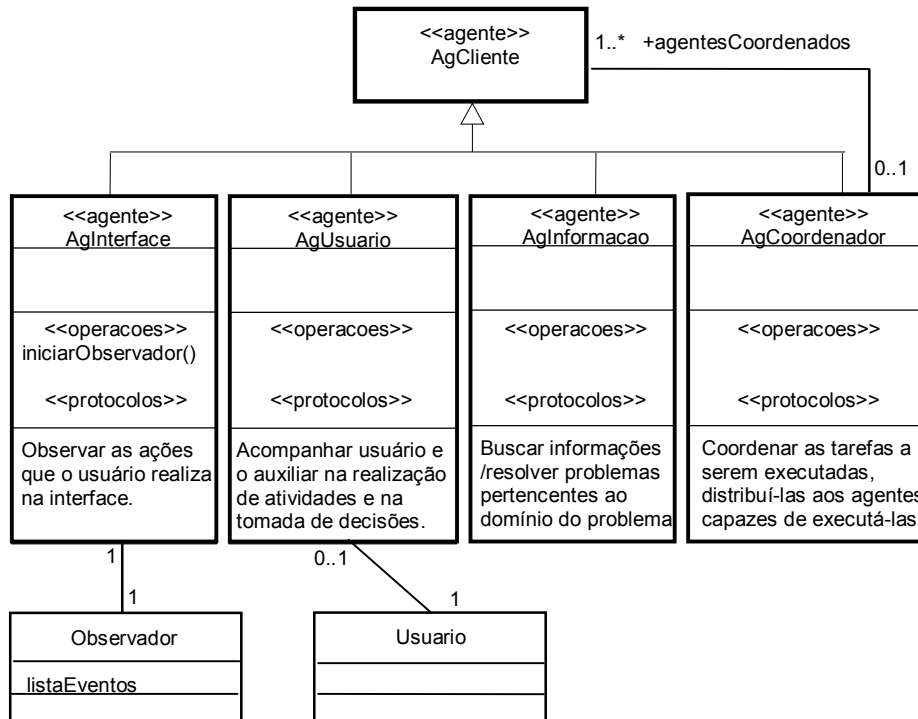 <<agente>>
AgCliente
1..* +agentesCoordenados
0..1
<<agente>>
AgInterface
<<operacoes>>
iniciarObservador()
<<protocolos>>
Observar as ações
que o usuário realiza
na interface.
<<agente>>
AgUsuario
<<operacoes>>
<<protocolos>>
Acompanhar usuário e
o auxiliar na realização
de atividades e na
tomada de decisões.
<<agente>>
AgInformacao
<<operacoes>>
<<protocolos>>
Buscar informações
/resolver problemas
pertencentes ao
domínio do problema
<<agente>>
AgCoordenador
<<operacoes>>
<<protocolos>>
Coordenar as tarefas a
serem executadas,
distribuí-las aos agentes
capazes de executá-las
1
1
0..1
1
Observador
listaEventos
Usuario